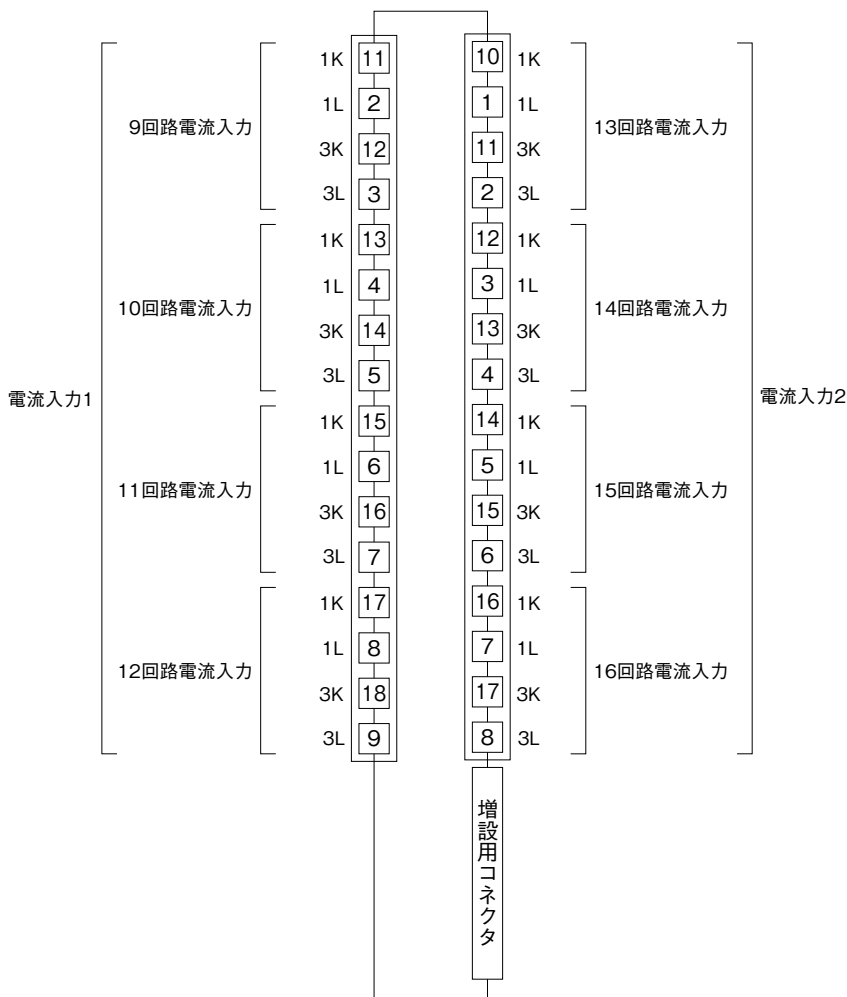 1K 11 10 1K
1L 2 1 1L
9回路電流入力 13回路電流入力
3K 12 11 3K
3L 3 2 3L
1K 13 12 1K
1L 4 3 1L
10回路電流入力 14回路電流入力
3K 14 13 3K
3L 5 4 3L
電流入力1 電流入力2
1K 15 14 1K
1L 6 5 1L
11回路電流入力 15回路電流入力
3K 16 15 3K
3L 7 6 3L
1K 17 16 1K
1L 8 7 1L
12回路電流入力 16回路電流入力
3K 18 17 3K
3L 9 8 3L
増設用コネクタ